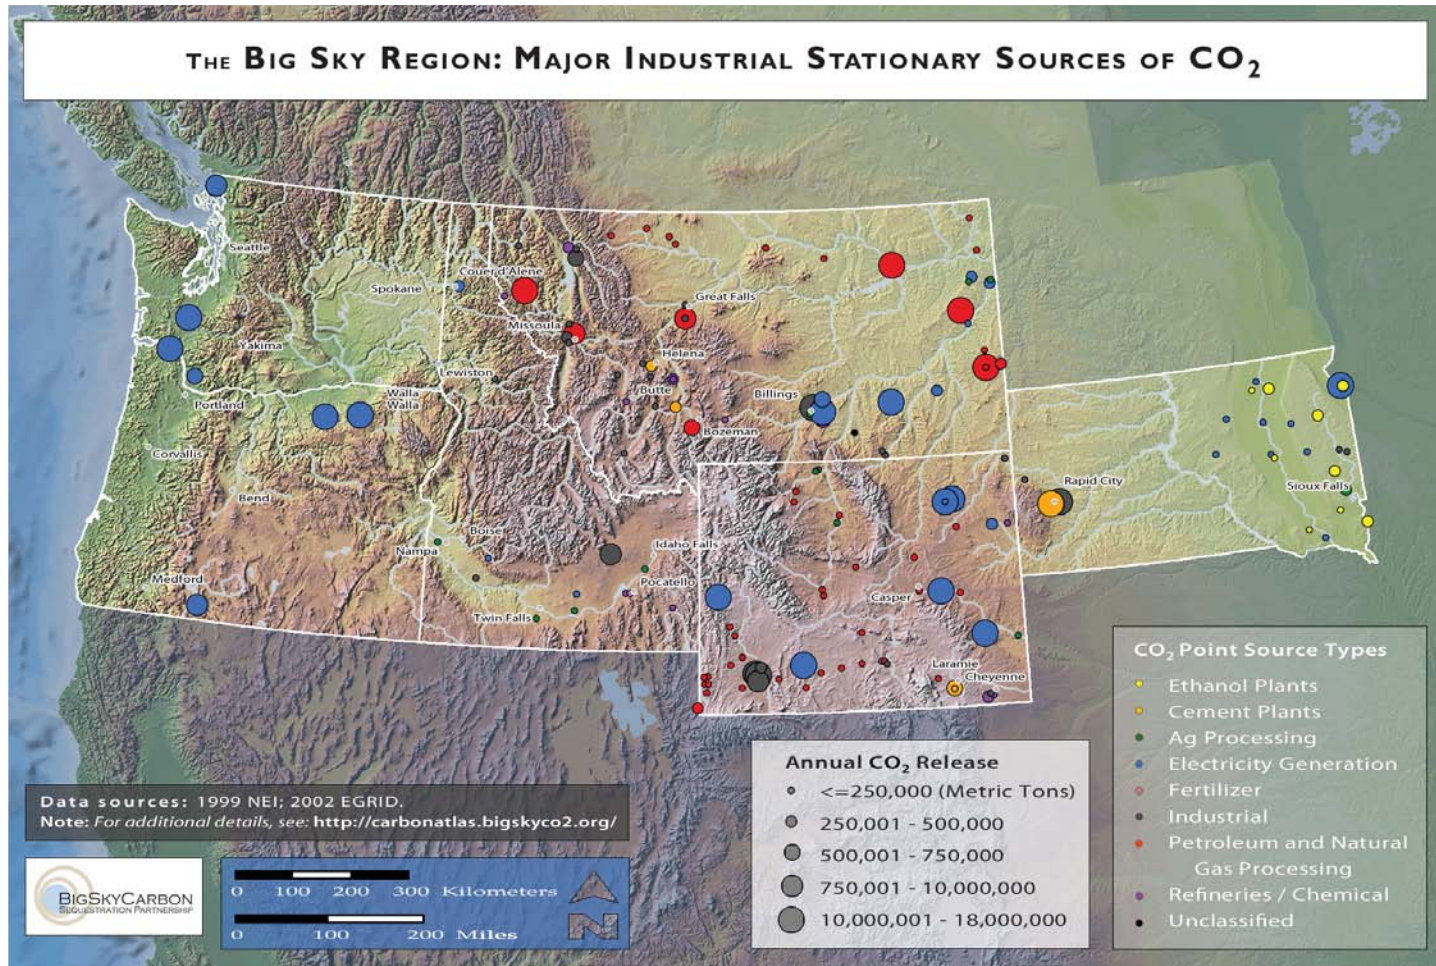 THE BIG SKY REGION: MAJOR INDUSTRIAL STATIONARY SOURCES OF CO2
Seattle
Spokane
Couer d'Alene
Great Falls
Missoula
Yakima
Helena
Lewiston
Walla
Walla
Butte
Billings
Portland
Bozeman
Corvallis
Rapid City
Sioux Falls
Bend
Boise
Nampa
Idaho Falls
Medford
Pocatello
Casper
Twin Falls
Laramie
Cheyenne
CO2 Point Source Types
Ethanol Plants
Cement Plants
Ag Processing
Electricity Generation
Fertilizer
Industrial
Petroleum and Natural
Gas Processing
Refineries / Chemical
Unclassified
Annual CO2 Release
<=250,000 (Metric Tons)
250,001 - 500,000
500,001 - 750,000
750,001 - 10,000,000
10,000,001 - 18,000,000
Data sources: 1999 NEI; 2002 EGRID.
Note: For additional details, see: http://carbonatlas.bigskyco2.org/
BIGSKYCARBON
SEQUESTRATION PARTNERSHIP
0 100 200 300 Kilometers
0 100 200 Miles
N